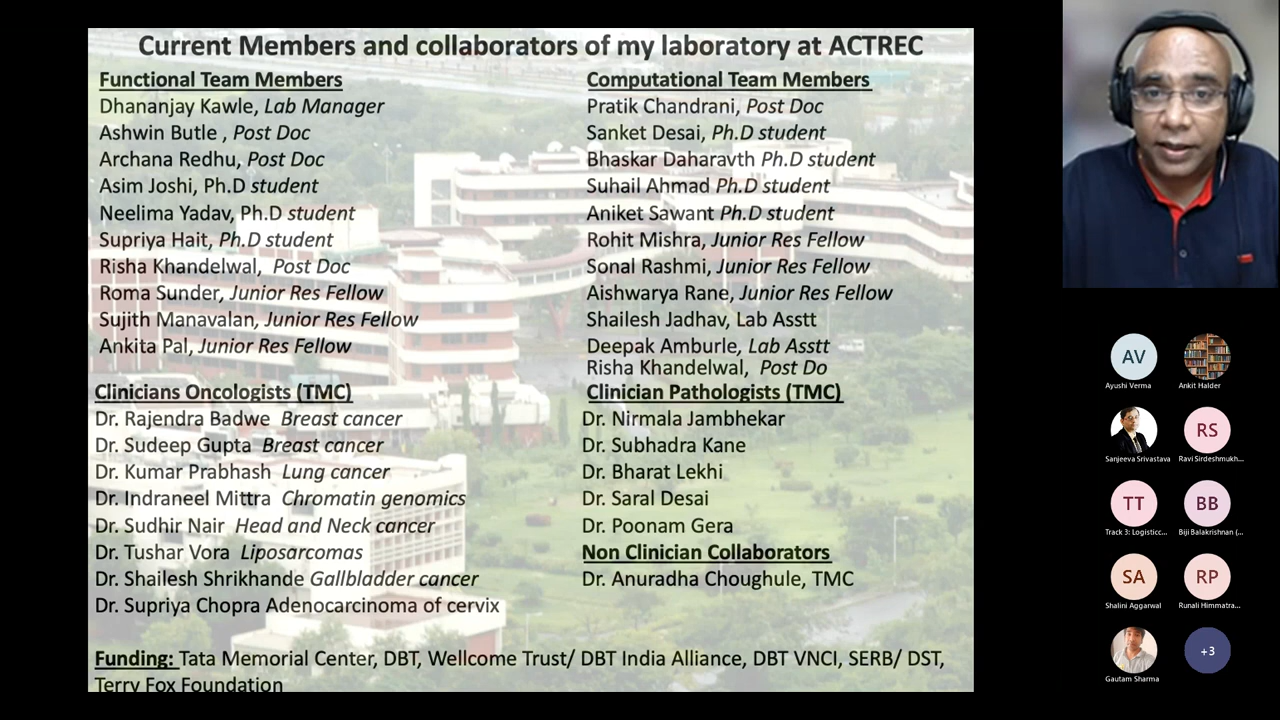 Current Members and collaborators of my laboratory at ACTREC
Functional Team Members
Dhananjay Kawle, Lab Manager
Ashwin Butle , Post Doc
Archana Redhu, Post Doc
Asim Joshi, Ph.D student
Neelima Yadav, Ph.D student
Supriya Hait, Ph.D student
Risha Khandelwal, Post Doc
Roma Sunder, Junior Res Fellow
Sujith Manavalan, Junior Res Fellow
Ankita Pal, Junior Res Fellow
Computational Team Members
Pratik Chandrani, Post Doc
Sanket Desai, Ph.D student
Bhaskar Daharavth Ph.D student
Suhail Ahmad Ph.D student
Aniket Sawant Ph.D student
Rohit Mishra, Junior Res Fellow
Sonal Rashmi, Junior Res Fellow
Aishwarya Rane, Junior Res Fellow
Shailesh Jadhav, Lab Asstt
Deepak Amburle, Lab Asstt
Risha Khandelwal, Post Do
Clinicians Oncologists (TMC)
Dr. Rajendra Badwe Breast cancer
Dr. Sudeep Gupta Breast cancer
Dr. Kumar Prabhash Lung cancer
Dr. Indraneel Mittra Chromatin genomics
Dr. Sudhir Nair Head and Neck cancer
Dr. Tushar Vora Liposarcomas
Dr. Shailesh Shrikhande Gallbladder cancer
Dr. Supriya Chopra Adenocarcinoma of cervix
Clinician Pathologists (TMC)
Dr. Nirmala Jambhekar
Dr. Subhadra Kane
Dr. Bharat Lekhi
Dr. Saral Desai
Dr. Poonam Gera
Non Clinician Collaborators
Dr. Anuradha Choughule, TMC
Funding: Tata Memorial Center, DBT, Wellcome Trust/ DBT India Alliance, DBT VNCI, SERB/ DST,
Terry Fox Foundation
AV
Ayushi Verma
Ankit Halder
Sanjeeva Srivastava
RS
Ravi Sirdeshmukh...
TT
Track 3: Logisticc...
BB
Biji Balakrishnan (...
SA
Shalini Aggarwal
RP
Runali Himmatra...
Gautam Sharma
+3